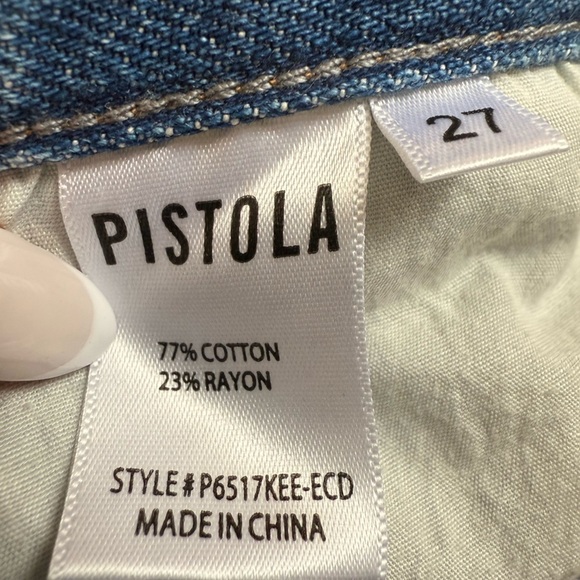 PISTOLA
27
77% COTTON
23% RAYON
STYLE# P6517KEE-ECD
MADE IN CHINA